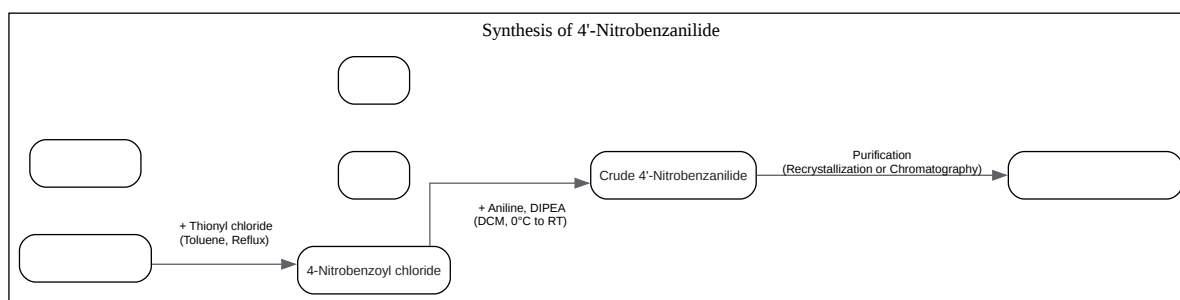 Synthesis of 4'-Nitrobenzanilide
+ Thionyl chloride
(Toluene, Reflux)
4-Nitrobenzoyl chloride
+ Aniline, DIPEA
(DCM, 0°C to RT)
Crude 4'-Nitrobenzanilide
Purification
(Recrystallization or Chromatography)